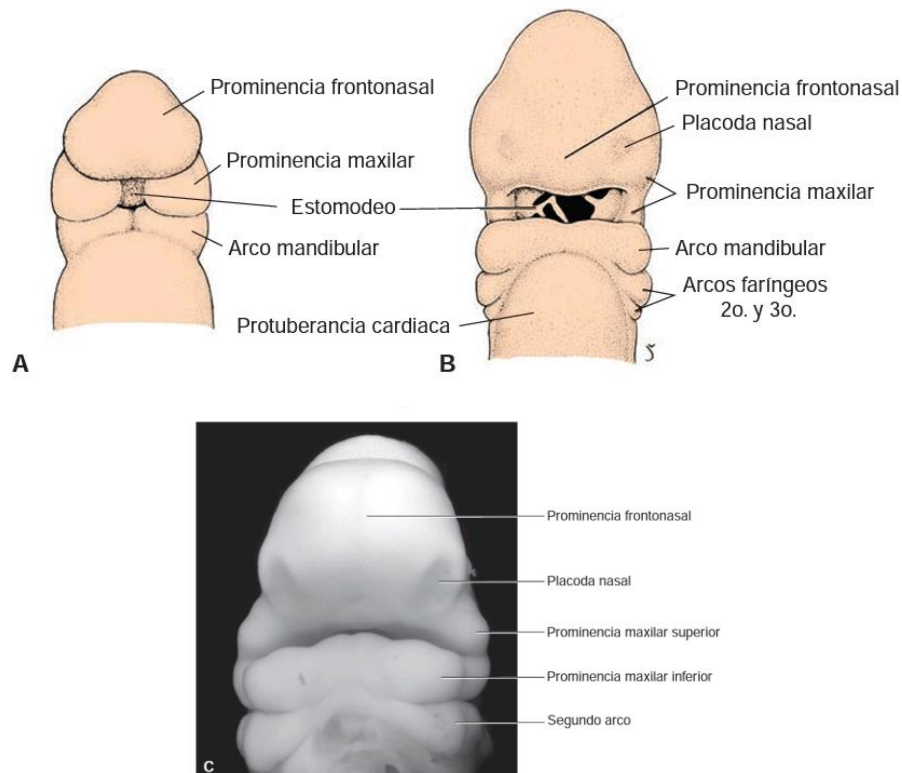 Prominencia frontonasal
Prominencia maxilar
Estomodeo
Arco mandibular
Protuberancia cardiaca
A
Prominencia frontonasal
Placoda nasal
Prominencia maxilar
Arco mandibular
Arcos faríngeos
2o. y 3o.
B
Prominencia frontonasal
Placoda nasal
Prominencia maxilar superior
Prominencia maxilar inferior
Segundo arco
C